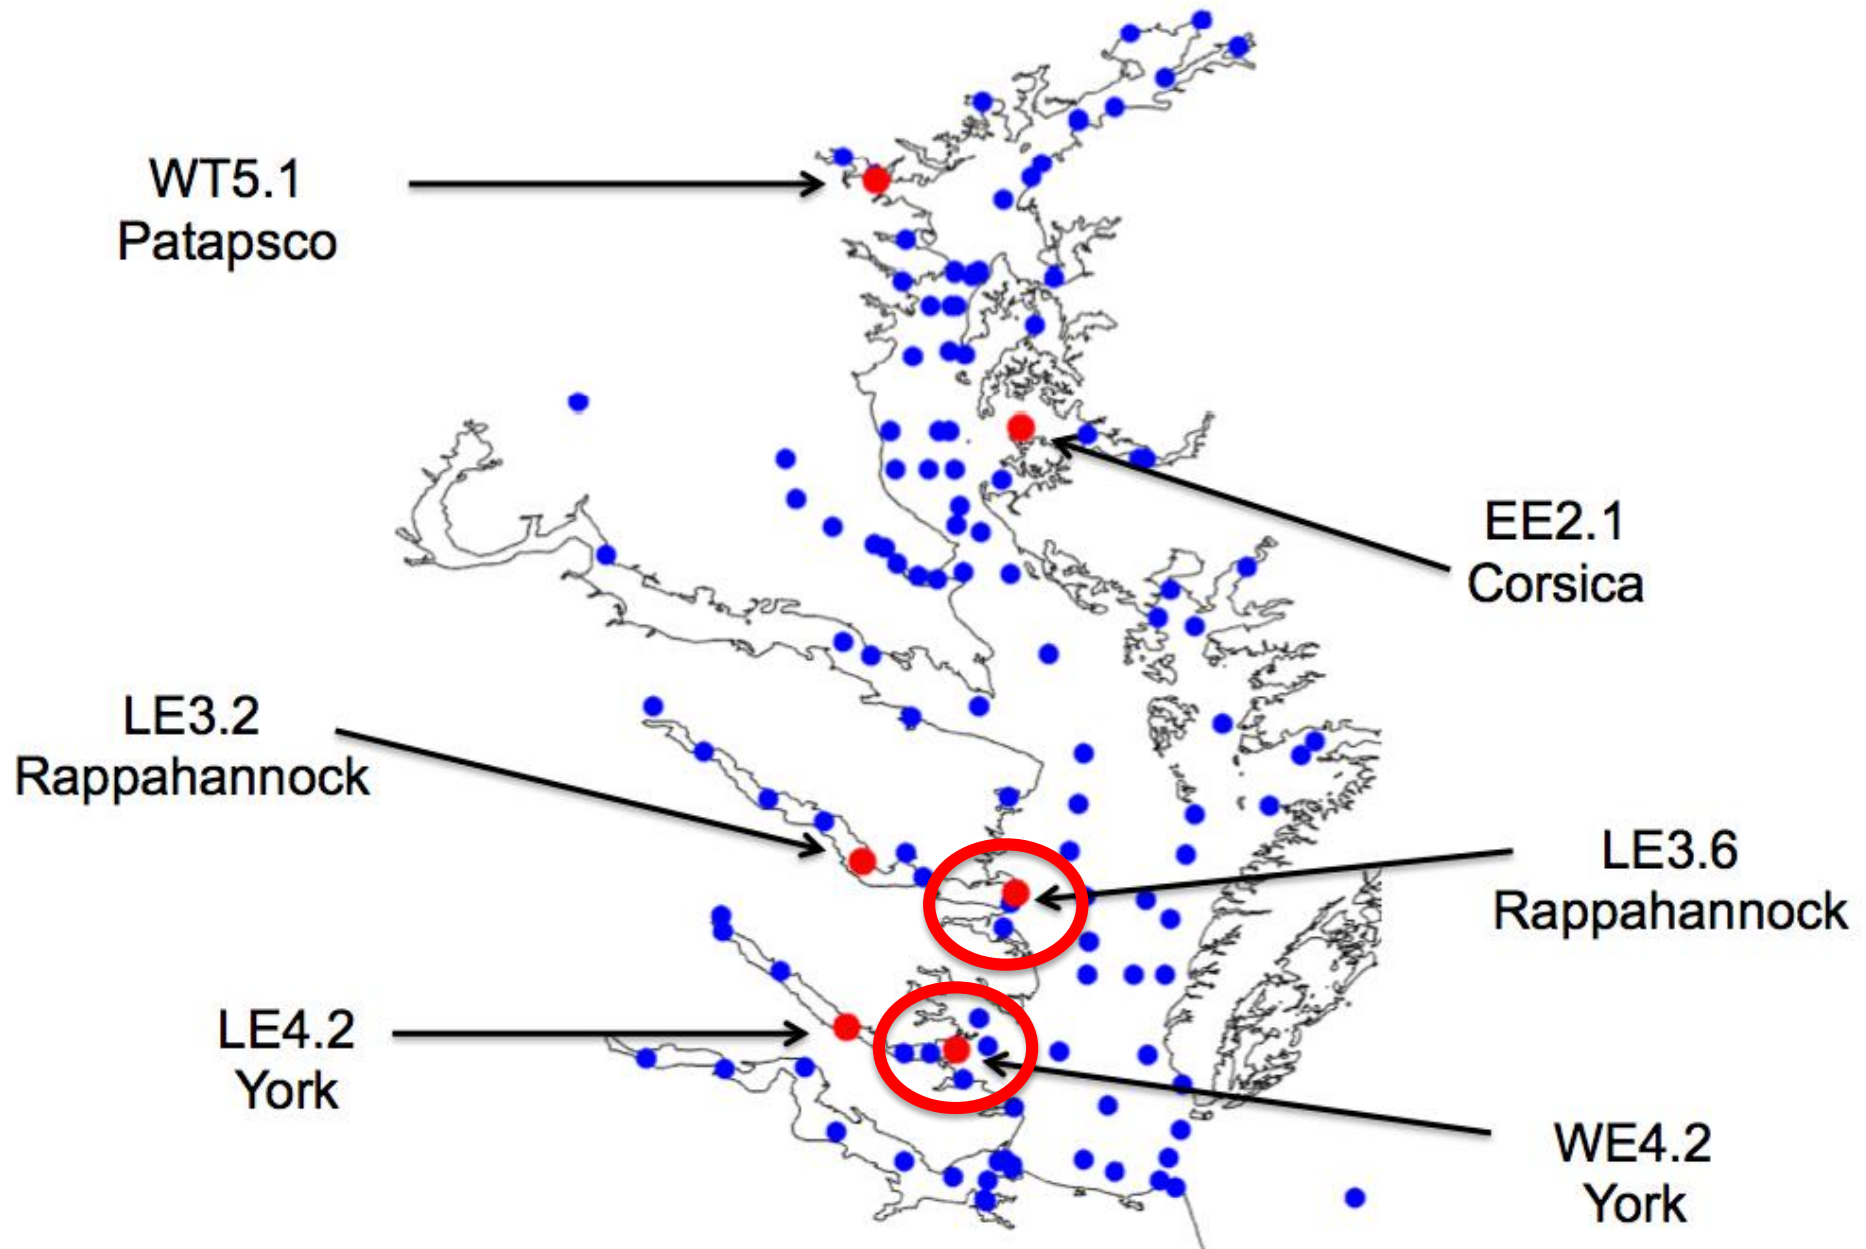 WT5.1
Patapsco
EE2.1
Corsica
LE3.2
Rappahannock
LE3.6
Rappahannock
LE4.2
York
WE4.2
York